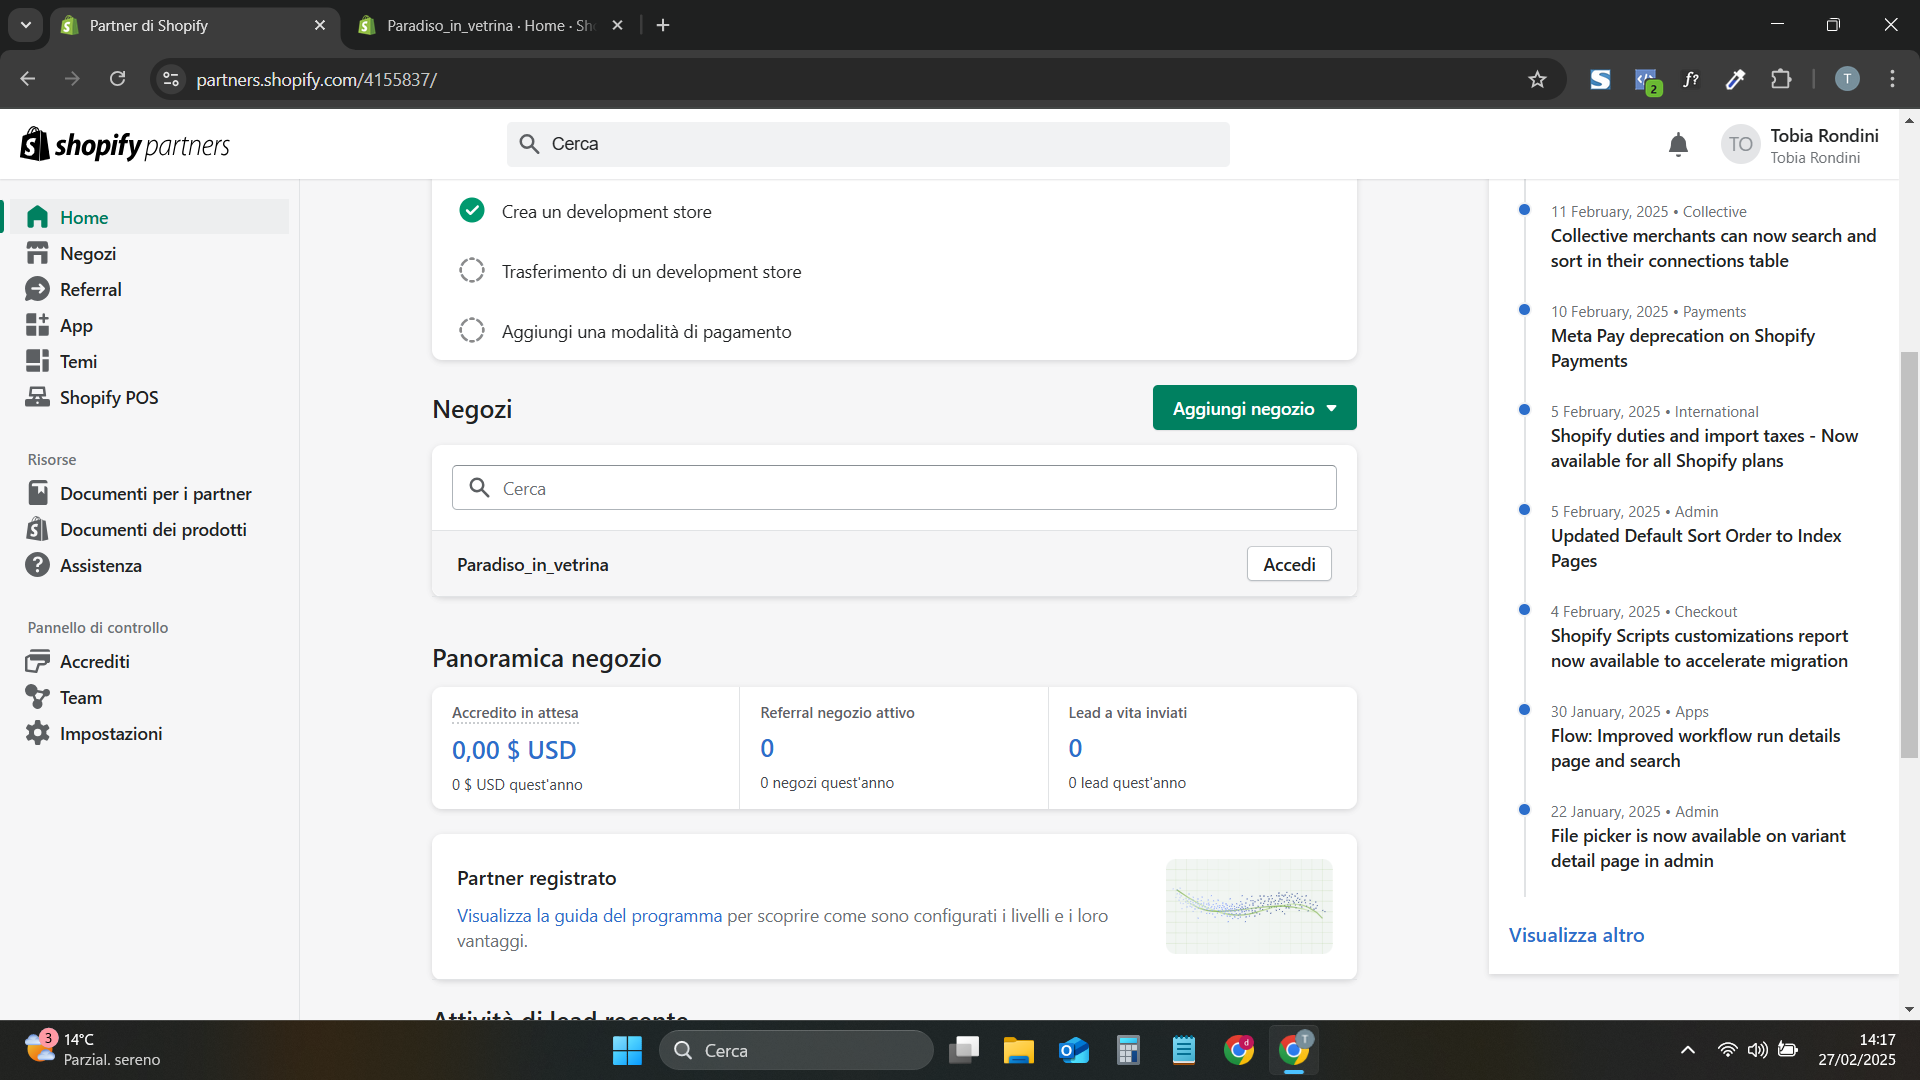 Partner di Shopify
Paradiso_in_vetrina · Home · Sh
partners.shopify.com/4155837/
2
f?
T
shopify partners
Cerca
TO
Tobia Rondini
Tobia Rondini
Home
Negozi
Referral
App
Temi
Shopify POS
Risorse
Documenti per i partner
Documenti dei prodotti
Assistenza
Pannello di controllo
Accrediti
Team
Impostazioni
Crea un development store
Trasferimento di un development store
Aggiungi una modalità di pagamento
Negozi
Aggiungi negozio
Cerca
Paradiso_in_vetrina
Accedi
Panoramica negozio
Accredito in attesa
0,00 $ USD
0 $ USD quest'anno
Referral negozio attivo
0
0 negozi quest'anno
Lead a vita inviati
0
0 lead quest'anno
Partner registrato
Visualizza la guida del programma per scoprire come sono configurati i livelli e i loro
vantaggi.
Attività di lead recente
11 February, 2025 • Collective
Collective merchants can now search and
sort in their connections table
10 February, 2025 • Payments
Meta Pay deprecation on Shopify
Payments
5 February, 2025 • International
Shopify duties and import taxes - Now
available for all Shopify plans
5 February, 2025 • Admin
Updated Default Sort Order to Index
Pages
4 February, 2025 • Checkout
Shopify Scripts customizations report
now available to accelerate migration
30 January, 2025 • Apps
Flow: Improved workflow run details
page and search
22 January, 2025 • Admin
File picker is now available on variant
detail page in admin
Visualizza altro
3
14°C
Parzial. sereno
Cerca
d
T
14:17
27/02/2025